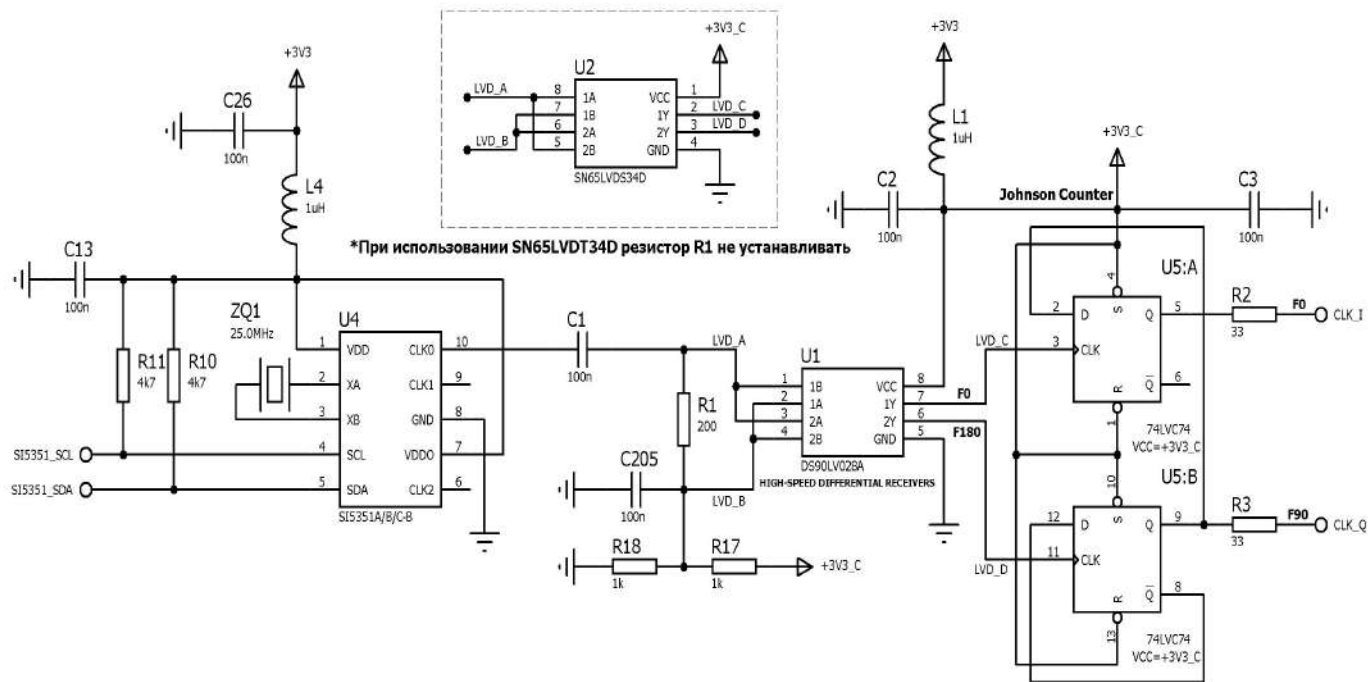 +3V3
C26
100n
L4
1uH
C13
100n
R11
4k7
R10
4k7
ZQ1
25.0MHz
U4
1 VDD CLK0 10
2 XA CLK1 9
3 XB GND 8
4 SCL VDDO 7
5 SDA CLK2 6
SI5351A/B/C-B
SI5351_SCL
SI5351_SDA
+3V3_C
U2
LVD_A 8 1A VCC 1
7 1B 1Y 2 LVD_C
6 2A 2Y 3 LVD_D
LVD_B 5 2B GND 4
SN65LVDS34D
*При использовании SN65LVDT34D резистор R1 не устанавливать
C1
100n
LVD_A
R1
200
C205
100n
LVD_B
R18
1k
R17
1k
+3V3_C
U1
1 1B VCC 8
2 1A 1Y 7 F0
3 2A 2Y 6 F180
4 2B GND 5
DS90LV028A
HIGH-SPEED DIFFERENTIAL RECEIVERS
+3V3
L1
1uH
C2
100n
+3V3_C
Johnson Counter
C3
100n
U5:A
4
S
2 D Q 5
LVD_C 3 CLK
Q 6
R
1
74LVC74
VCC=+3V3_C
R2
33
F0
CLK_I
U5:B
10
S
12 D Q 9
LVD_D 11 CLK
Q 8
R
13
74LVC74
VCC=+3V3_C
R3
33
F90
CLK_Q